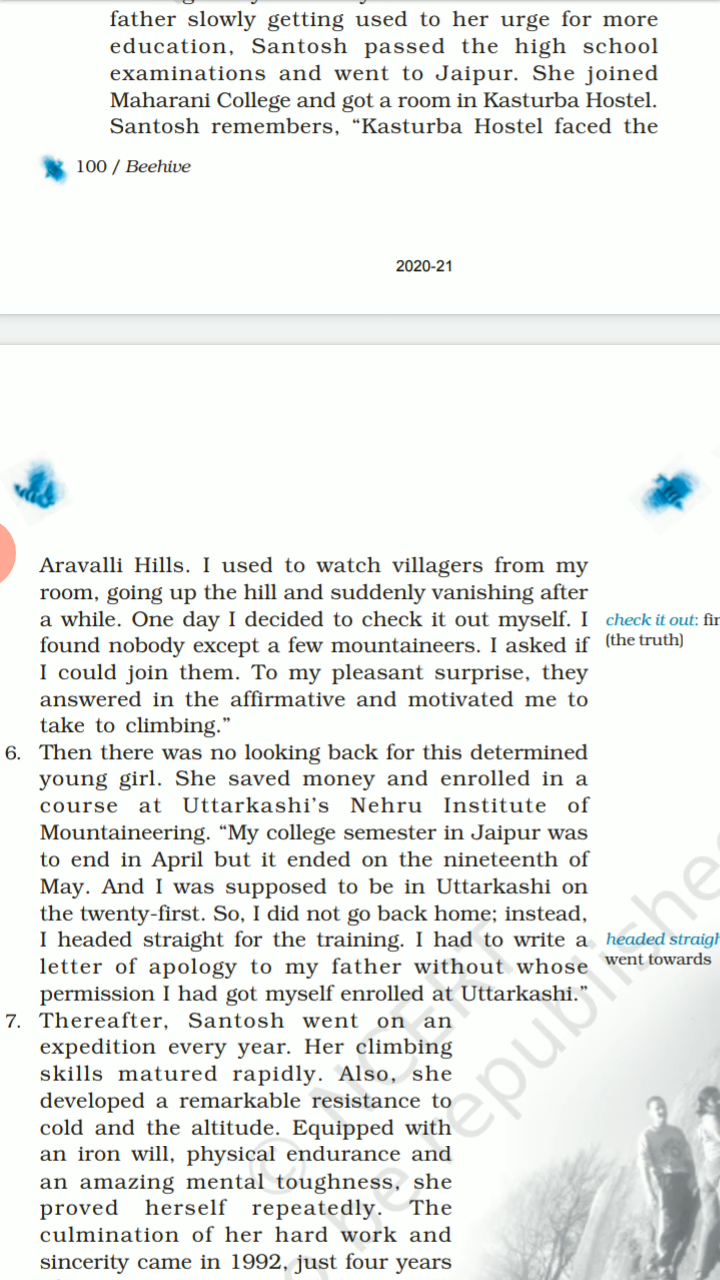 father slowly getting used to her urge for more
education, Santosh passed the high school
examinations and went to Jaipur. She joined
Maharani College and got a room in Kasturba Hostel.
Santosh remembers, “Kasturba Hostel faced the
100 / Beehive
2020-21
Aravalli Hills. I used to watch villagers from my
room, going up the hill and suddenly vanishing after
a while. One day I decided to check it out myself. I
found nobody except a few mountaineers. I asked if
I could join them. To my pleasant surprise, they
answered in the affirmative and motivated me to
take to climbing.”
check it out:
(the truth)
6. Then there was no looking back for this determined
young girl. She saved money and enrolled in a
course at Uttarkashi’s Nehru Institute of
Mountaineering. “My college semester in Jaipur was
to end in April but it ended on the nineteenth of
May. And I was supposed to be in Uttarkashi on
the twenty-first. So, I did not go back home; instead,
I headed straight for the training. I had to write a
letter of apology to my father without whose
permission I had got myself enrolled at Uttarkashi.”
headed
went towards
7. Thereafter, Santosh went on an
expedition every year. Her climbing
skills matured rapidly. Also, she
developed a remarkable resistance to
cold and the altitude. Equipped with
an iron will, physical endurance and
an amazing mental toughness, she
proved herself repeatedly. The
culmination of her hard work and
sincerity came in 1992, just four years
© NCERT
be